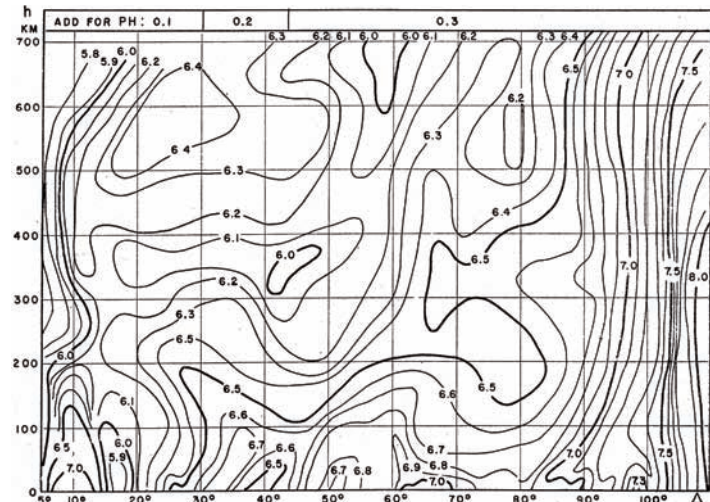 h ADD FOR PH: 0.1 0.2 0.3
KM
700 5.8 5.9 6.0 6.2 6.4 6.3 6.2 6.1 6.0 6.0 6.1 6.2 6.3 6.4 6.5 7.0 7.5
600 6.2
500 6.4 6.3 6.3
400 6.2 6.1 6.0 6.4 6.5
300 6.2 6.3 6.5 7.0 7.5 8.0
200 6.0 6.5 6.6 6.5
100 6.1 6.0 5.9 6.5 7.0 6.6 6.7 6.6 6.5 6.7 6.8 6.7 6.8 6.9 7.0 7.0 7.3 7.5
0
5° 10° 20° 30° 40° 50° 60° 70° 80° 90° 100° Δ